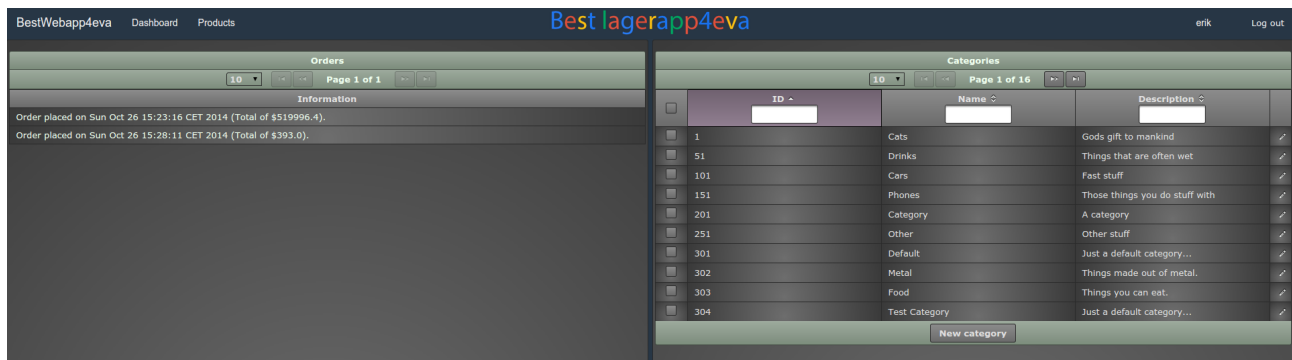 BestWebapp4eva Dashboard Products Best lagerapp4eva erik Log out
Orders
10 Page 1 of 1
Information
Order placed on Sun Oct 26 15:23:16 CET 2014 (Total of $519996.4).
Order placed on Sun Oct 26 15:28:11 CET 2014 (Total of $393.0).
Categories
10 Page 1 of 16
ID Name Description
1 Cats Gods gift to mankind
51 Drinks Things that are often wet
101 Cars Fast stuff
151 Phones Those things you do stuff with
201 Category A category
251 Other Other stuff
301 Default Just a default category...
302 Metal Things made out of metal.
303 Food Things you can eat.
304 Test Category Just a default category...
New category